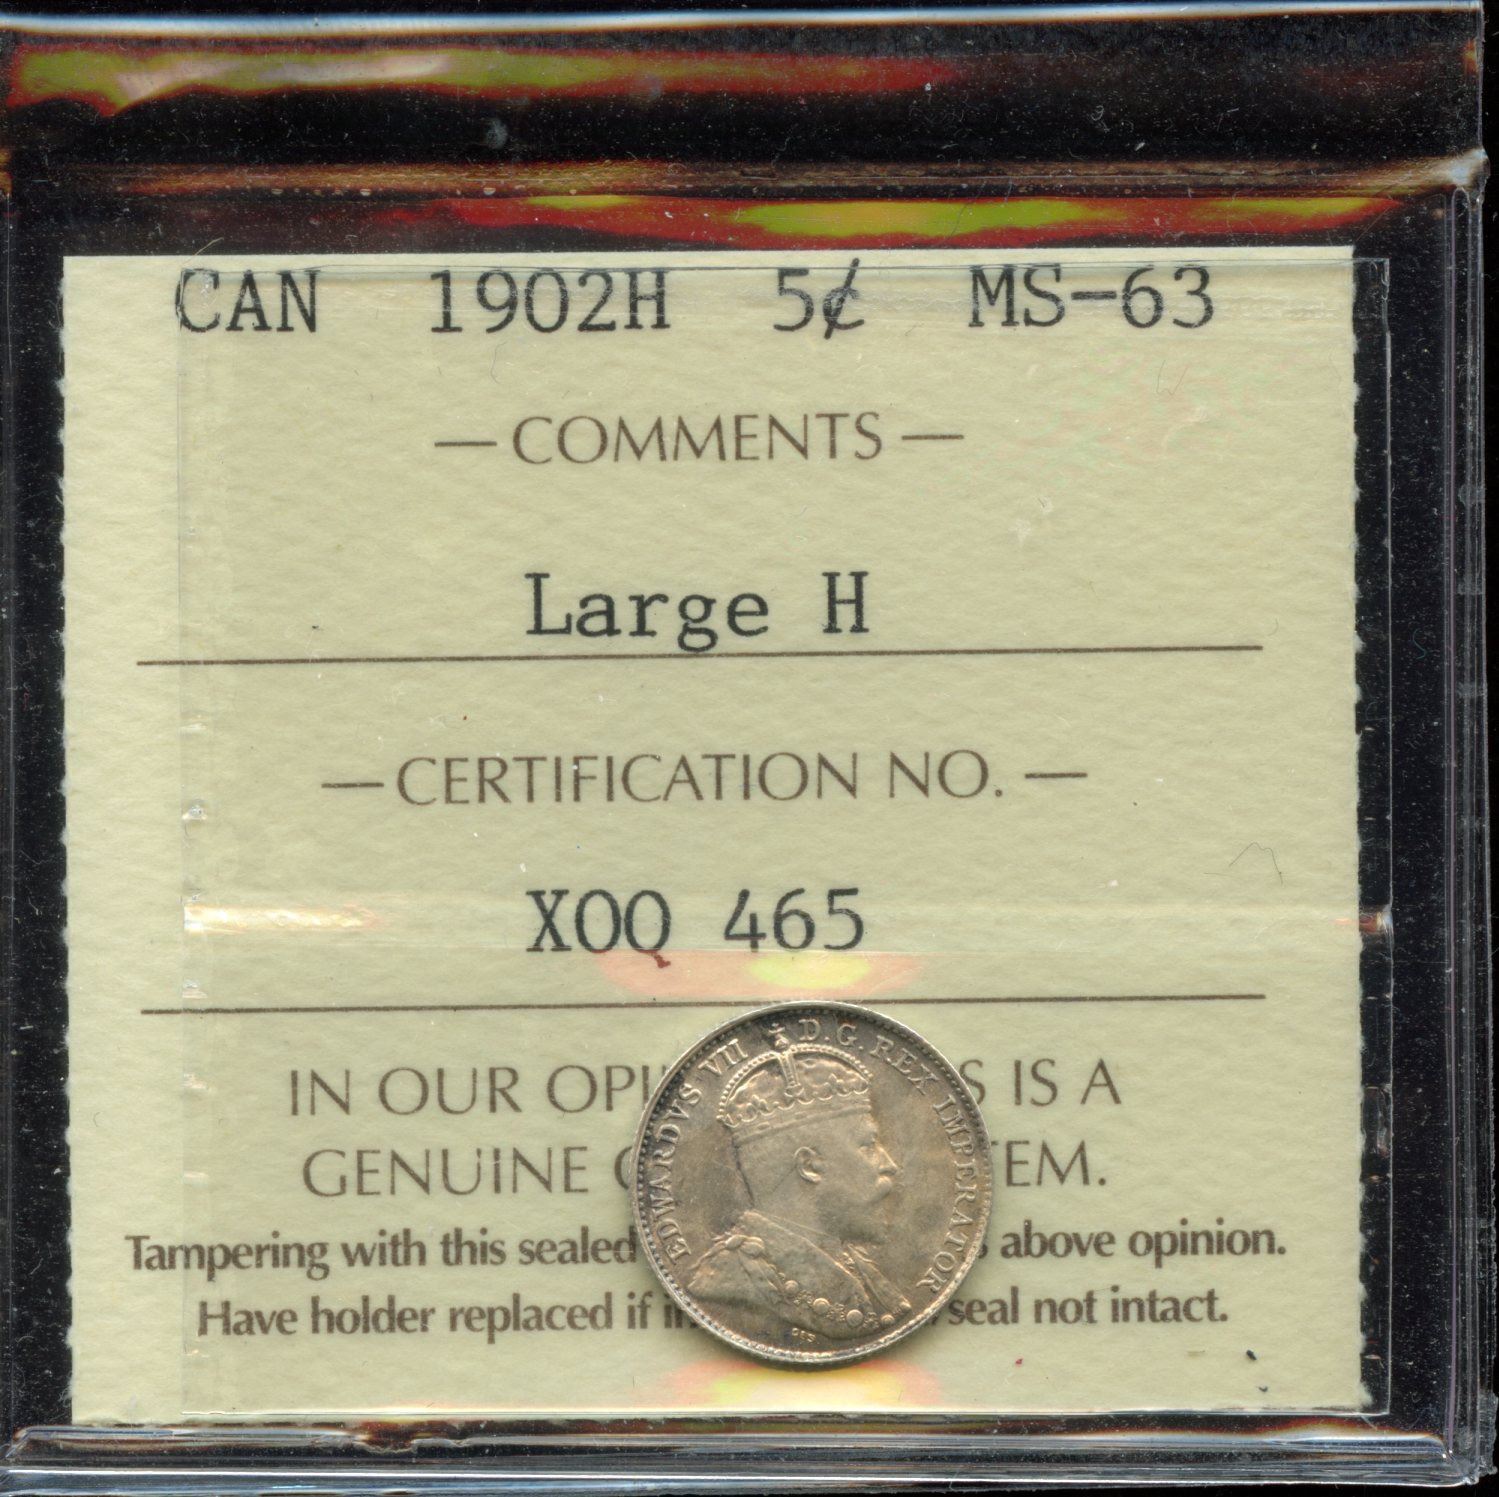 CAN 1902H 5¢ MS-63
— COMMENTS —
Large H
— CERTIFICATION NO. —
XOQ 465
IN OUR OPI S IS A
GENUINE TEM.
Tampering with this sealed above opinion.
Have holder replaced if in seal not intact.
EDWARDVS VII D.G. REX IMPERATOR